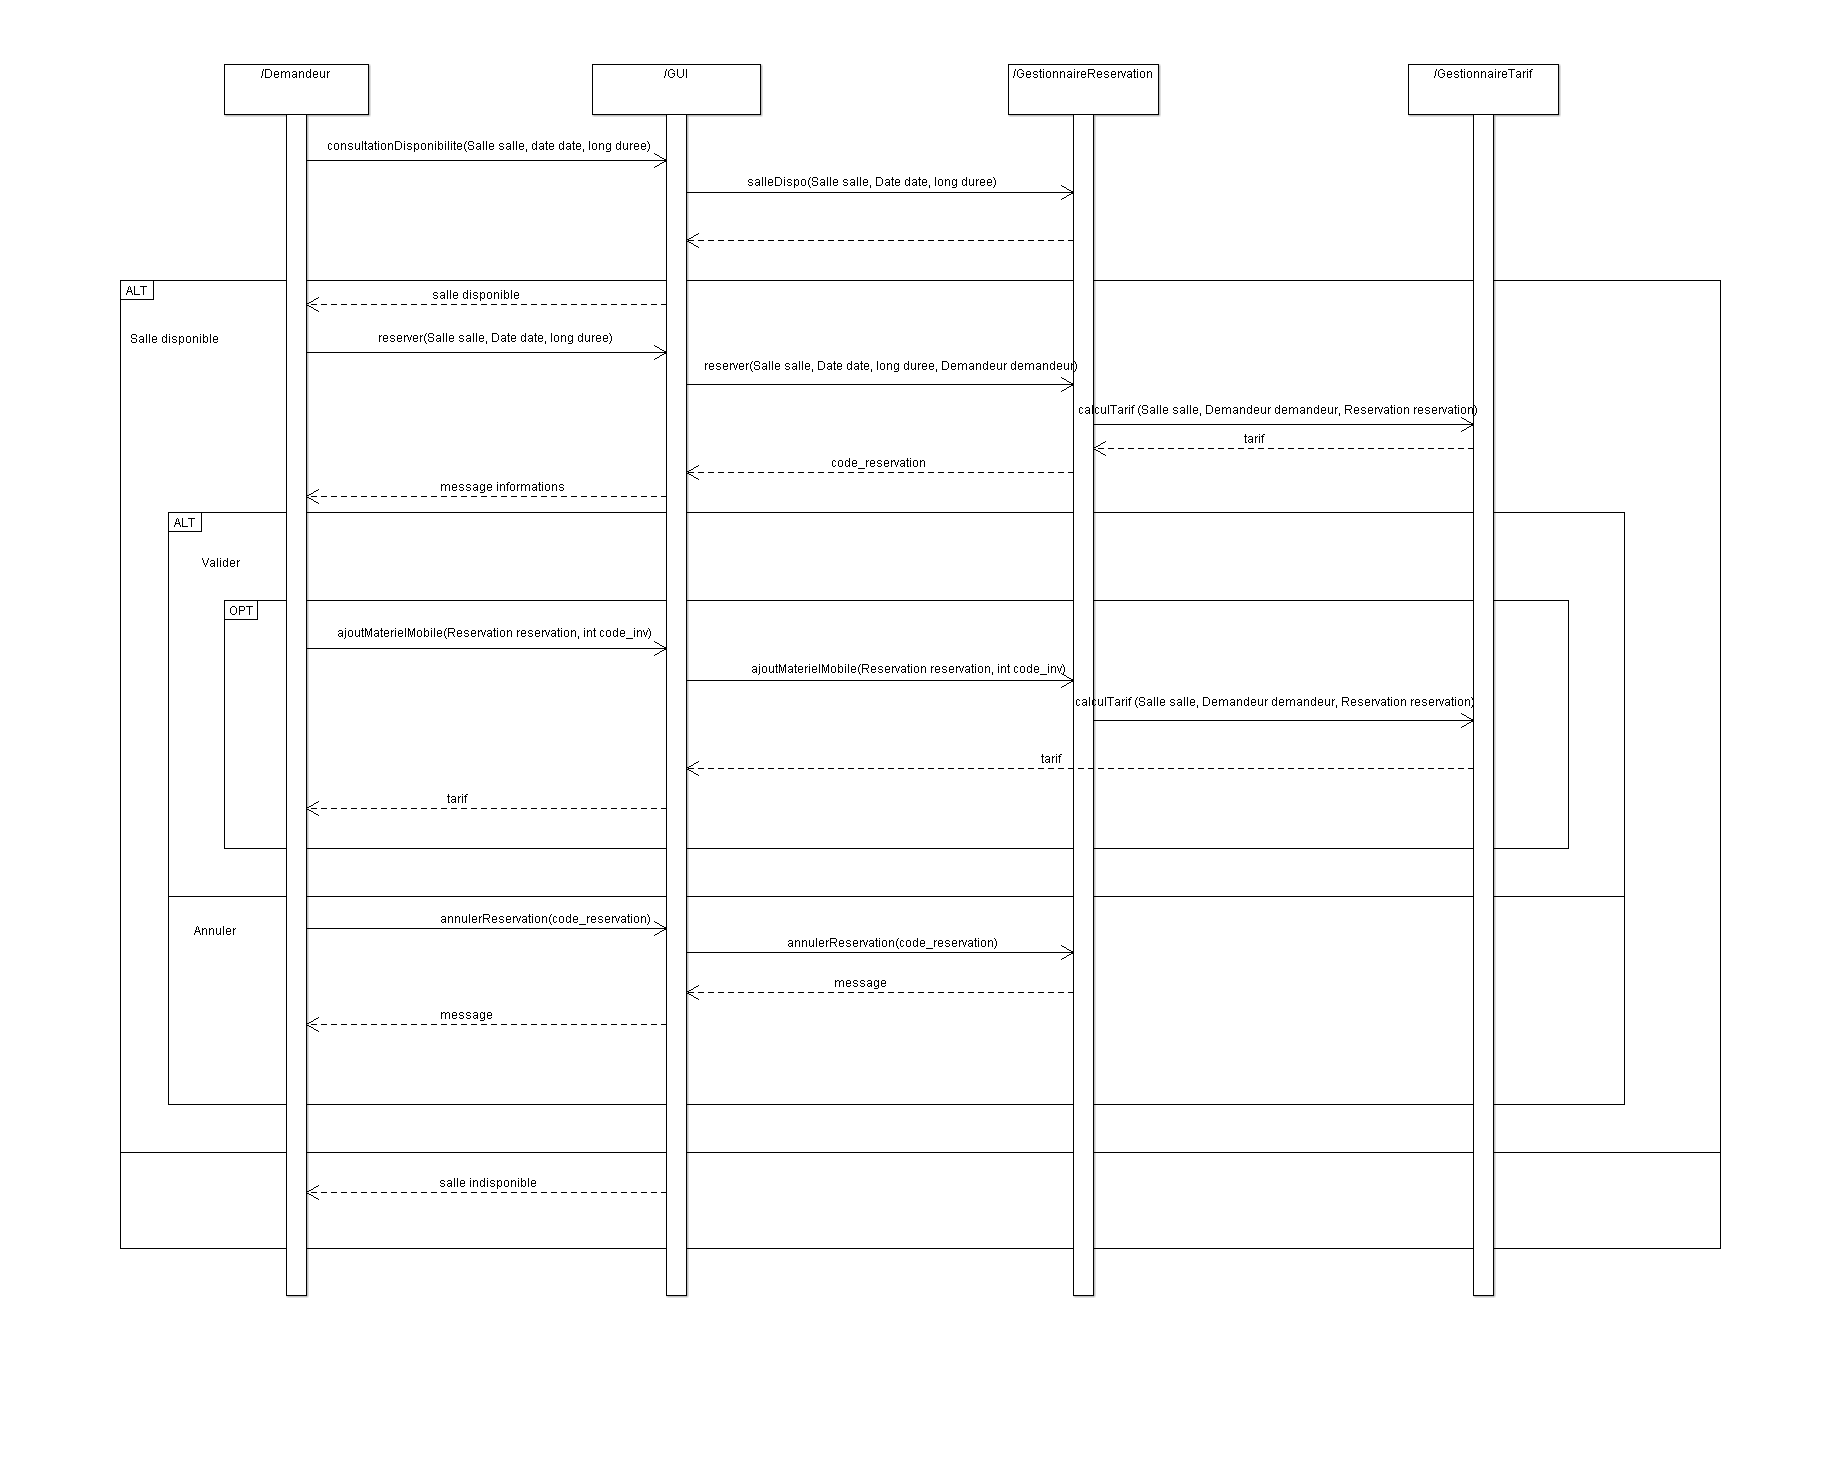 /Demandeur
/GUI
/GestionnaireReservation
/GestionnaireTarif
consultationDisponibilite(Salle salle, date date, long duree)
salleDispo(Salle salle, Date date, long duree)
ALT
salle disponible
Salle disponible
reserver(Salle salle, Date date, long duree)
reserver(Salle salle, Date date, long duree, Demandeur demandeur)
calculTarif (Salle salle, Demandeur demandeur, Reservation reservation)
tarif
code_reservation
message informations
ALT
Valider
OPT
ajoutMaterielMobile(Reservation reservation, int code_inv)
ajoutMaterielMobile(Reservation reservation, int code_inv)
calculTarif (Salle salle, Demandeur demandeur, Reservation reservation)
tarif
tarif
annulerReservation(code_reservation)
Annuler
annulerReservation(code_reservation)
message
message
salle indisponible